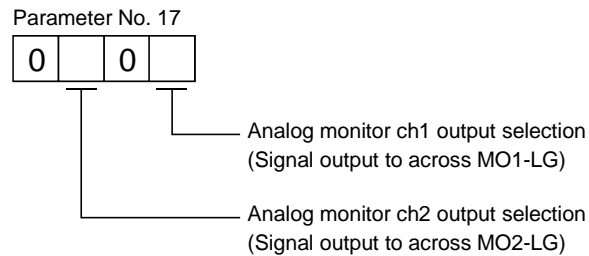 Parameter No. 17
0 0
Analog monitor ch1 output selection
(Signal output to across MO1-LG)
Analog monitor ch2 output selection
(Signal output to across MO2-LG)